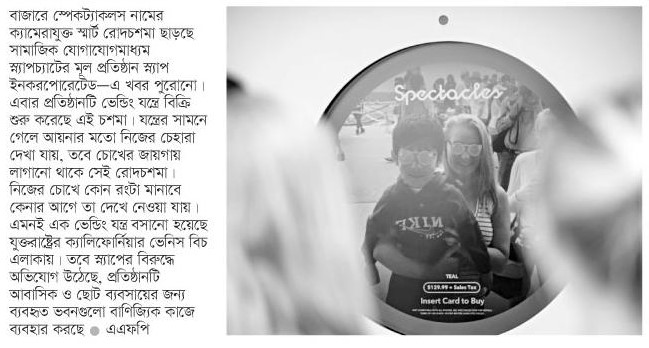 বাজারে স্পেকট্যাকলস নামের
ক্যামেরাযুক্ত স্মার্ট রোদচশমা ছাড়ছে
সামাজিক যোগাযোগমাধ্যম
স্ন্যাপচ্যাটের মূল প্রতিষ্ঠান স্ন্যাপ
ইনকরপোরেটেড—এ খবর পুরোনো।
এবার প্রতিষ্ঠানটি ভেন্ডিং যন্ত্রে বিক্রি
শুরু করেছে এই চশমা। যন্ত্রের সামনে
গেলে আয়নার মতো নিজের চেহারা
দেখা যায়, তবে চোখের জায়গায়
লাগানো থাকে সেই রোদচশমা।
নিজের চোখে কোন রংটা মানাবে
কেনার আগে তা দেখে নেওয়া যায়।
এমনই এক ভেন্ডিং যন্ত্র বসানো হয়েছে
যুক্তরাষ্ট্রের ক্যালিফোর্নিয়ার ভেনিস বিচ
এলাকায়। তবে স্ন্যাপের বিরুদ্ধে
অভিযোগ উঠেছে, প্রতিষ্ঠানটি
আবাসিক ও ছোট ব্যবসায়ের জন্য
ব্যবহৃত ভবনগুলো বাণিজ্যিক কাজে
ব্যবহার করছে ● এএফপি
Spectacles
NIKE
TEAL
$129.99 + Sales Tax
Insert Card to Buy